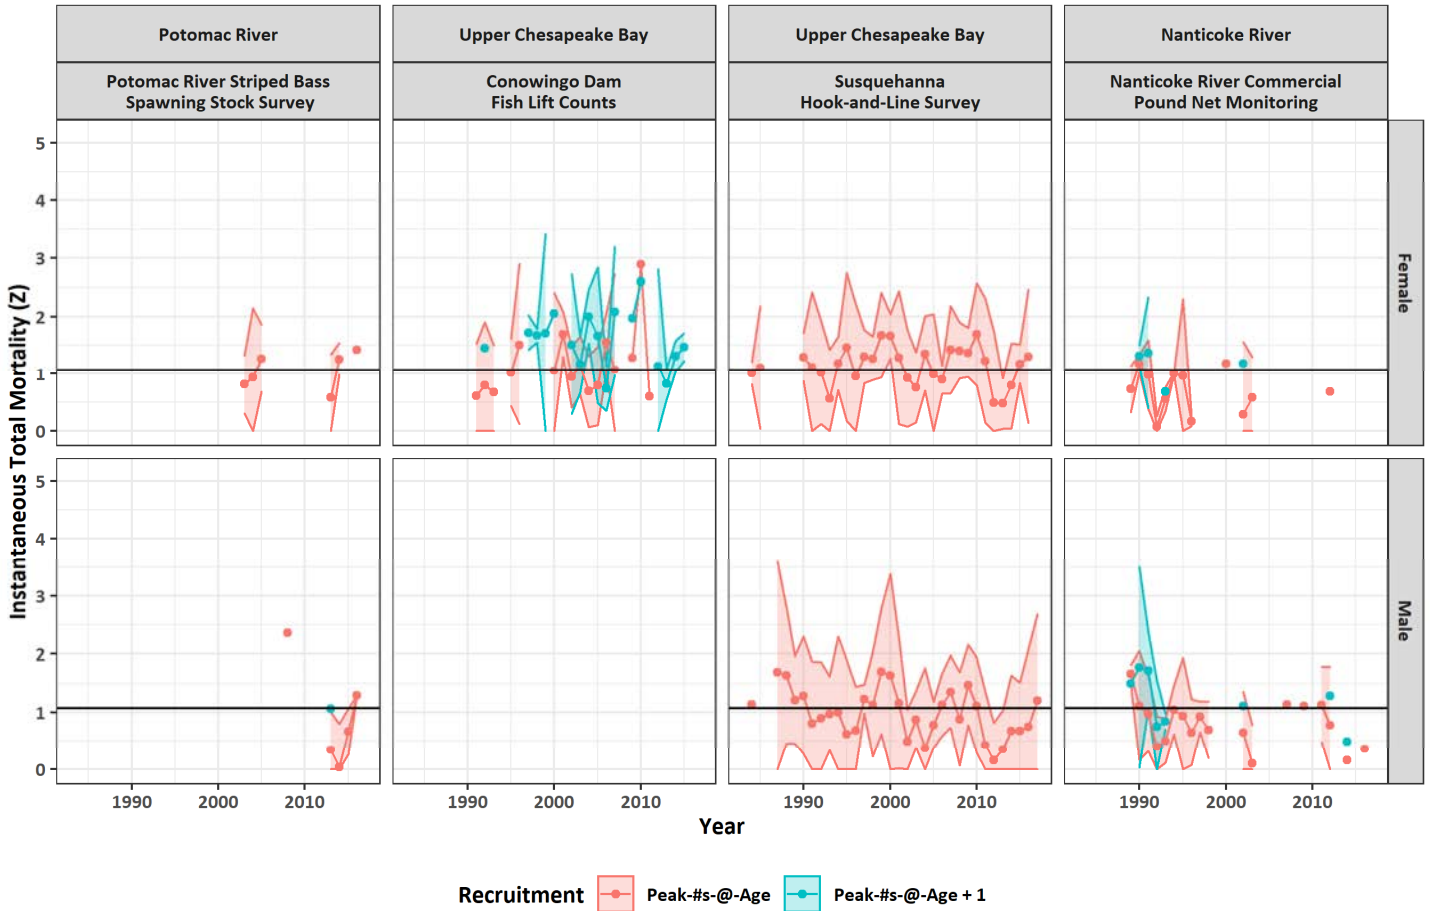 Potomac River
Upper Chesapeake Bay
Upper Chesapeake Bay
Nanticoke River
Potomac River Striped Bass
Spawning Stock Survey
Conowingo Dam
Fish Lift Counts
Susquehanna
Hook-and-Line Survey
Nanticoke River Commercial
Pound Net Monitoring
Instantaneous Total Mortality (Z)
5
4
3
2
1
0
Female
5
4
3
2
1
0
Male
1990 2000 2010
1990 2000 2010
1990 2000 2010
1990 2000 2010
Year
Recruitment Peak-#s-@-Age Peak-#s-@-Age + 1